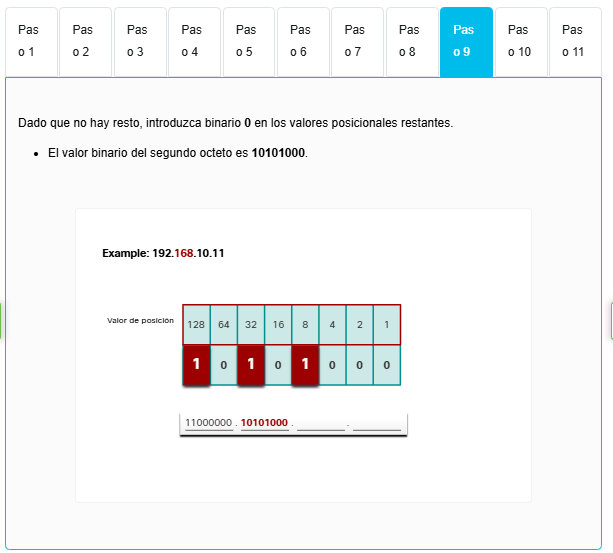 Pas Pas Pas Pas Pas Pas Pas Pas Pas Pas Pas
o 1 o 2 o 3 o 4 o 5 o 6 o 7 o 8 o 9 o 10 o 11
Dado que no hay resto, introduzca binario 0 en los valores posicionales restantes.
• El valor binario del segundo octeto es 10101000.
Example: 192.168.10.11
Valor de posición 128 64 32 16 8 4 2 1
1 0 1 0 1 0 0 0
11000000 . 10101000 . ________ . ________